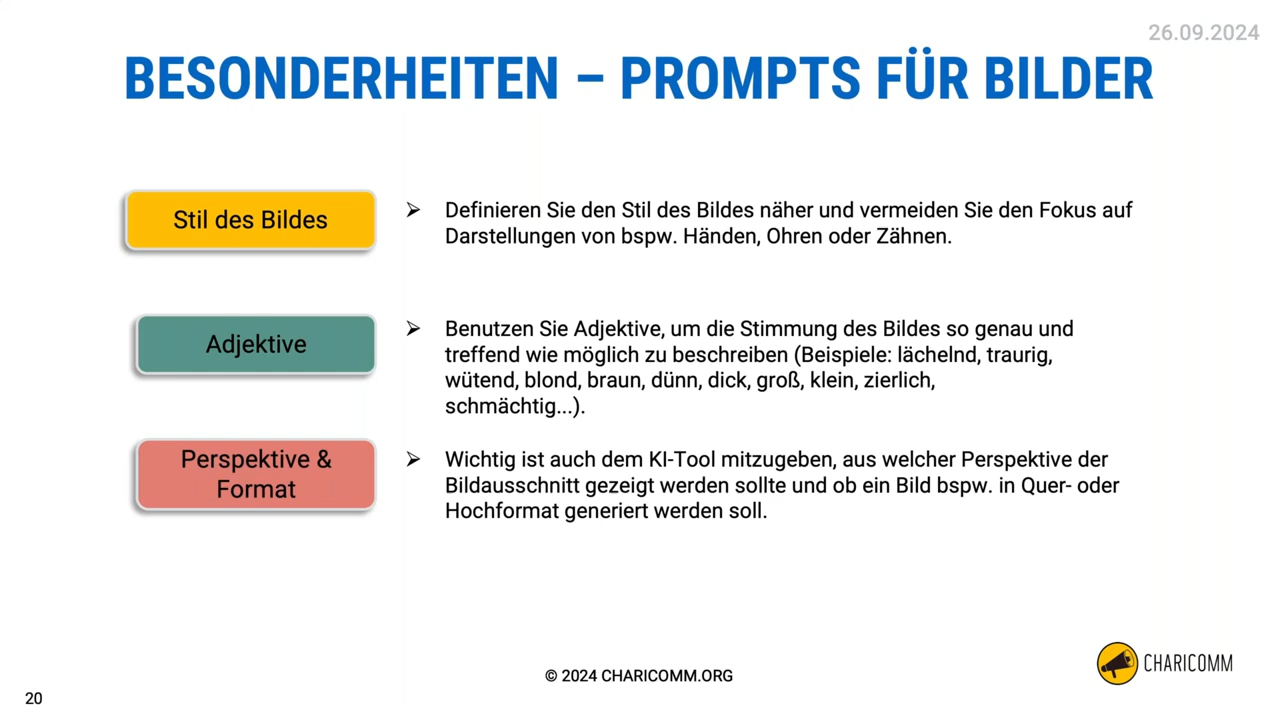 26.09.2024
BESONDERHEITEN – PROMPTS FÜR BILDER
Stil des Bildes
➢ Definieren Sie den Stil des Bildes näher und vermeiden Sie den Fokus auf
Darstellungen von bspw. Händen, Ohren oder Zähnen.
Adjektive
➢ Benutzen Sie Adjektive, um die Stimmung des Bildes so genau und
treffend wie möglich zu beschreiben (Beispiele: lächelnd, traurig,
wütend, blond, braun, dünn, dick, groß, klein, zierlich,
schmächtig...).
Perspektive &
Format
➢ Wichtig ist auch dem KI-Tool mitzugeben, aus welcher Perspektive der
Bildausschnitt gezeigt werden sollte und ob ein Bild bspw. in Quer- oder
Hochformat generiert werden soll.
© 2024 CHARICOMM.ORG
CHARICOMM
20